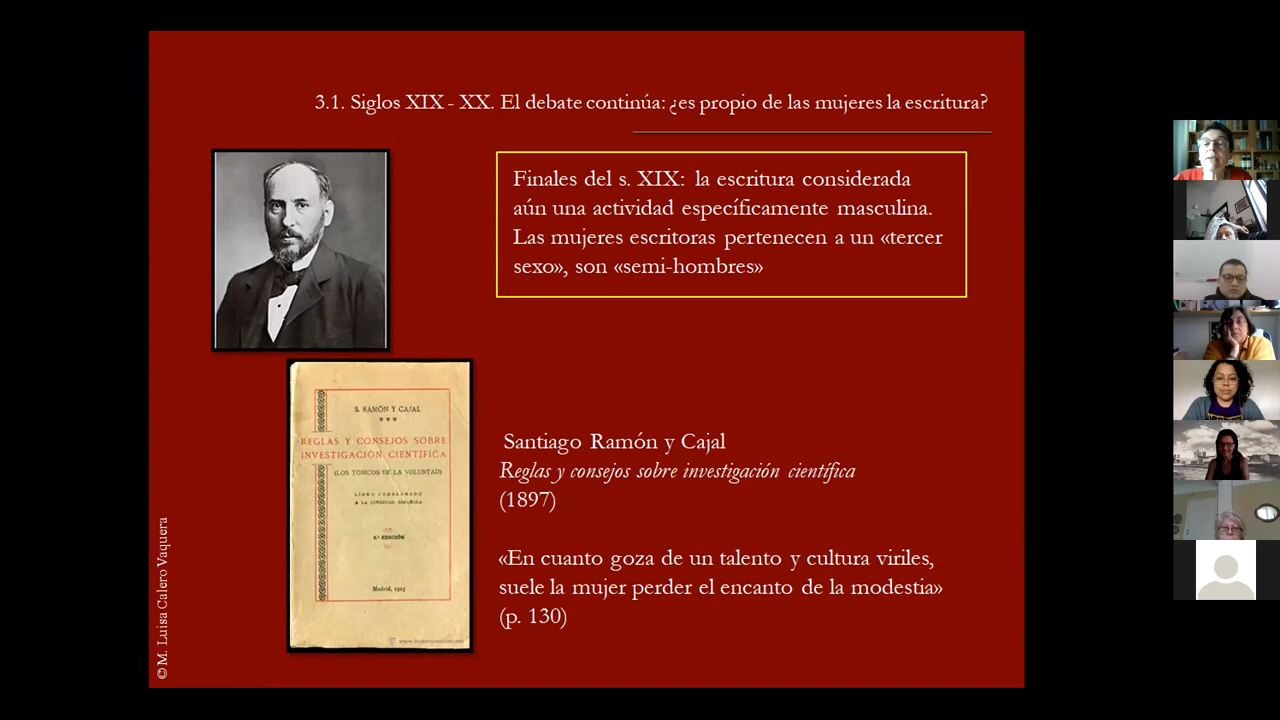 3.1. Siglos XIX - XX. El debate continúa: ¿es propio de las mujeres la escritura?
Finales del s. XIX: la escritura considerada
aún una actividad específicamente masculina.
Las mujeres escritoras pertenecen a un «tercer
sexo», son «semi-hombres»
S. RAMÓN Y CAJAL
REGLAS Y CONSEJOS SOBRE
INVESTIGACIÓN CIENTÍFICA
(LOS TÓNICOS DE LA VOLUNTAD)
LIBRO CONSAGRADO
A LA JUVENTUD ESPAÑOLA
6.ª EDICIÓN
Madrid, 1923
Santiago Ramón y Cajal
Reglas y consejos sobre investigación científica
(1897)
«En cuanto goza de un talento y cultura viriles,
suele la mujer perder el encanto de la modestia»
(p. 130)
© M. Luisa Calero Vaquera